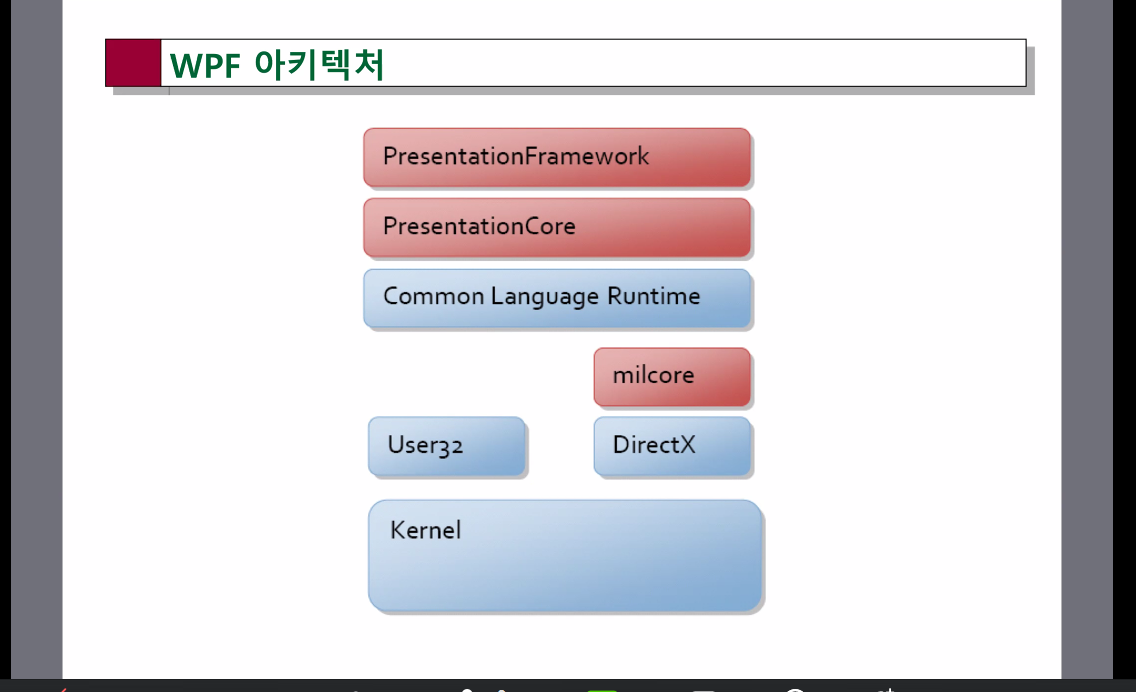 WPF 아키텍처
PresentationFramework
PresentationCore
Common Language Runtime
milcore
User32
DirectX
Kernel